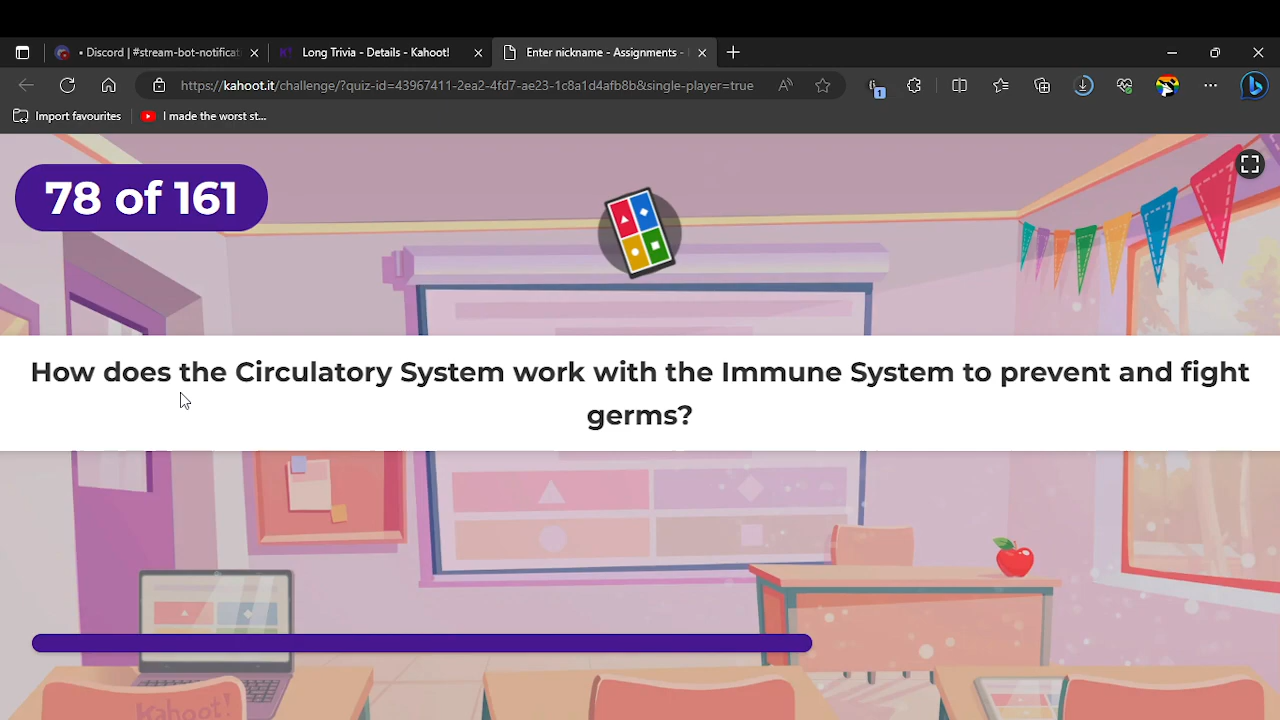 Discord | #stream-bot-notificat
Long Trivia - Details - Kahoot!
Enter nickname - Assignments -
https://kahoot.it/challenge/?quiz-id=43967411-2ea2-4fd7-ae23-1c8a1d4afb8b&single-player=true
1
Import favourites
I made the worst st...
78 of 161
How does the Circulatory System work with the Immune System to prevent and fight
germs?
Kahoot!